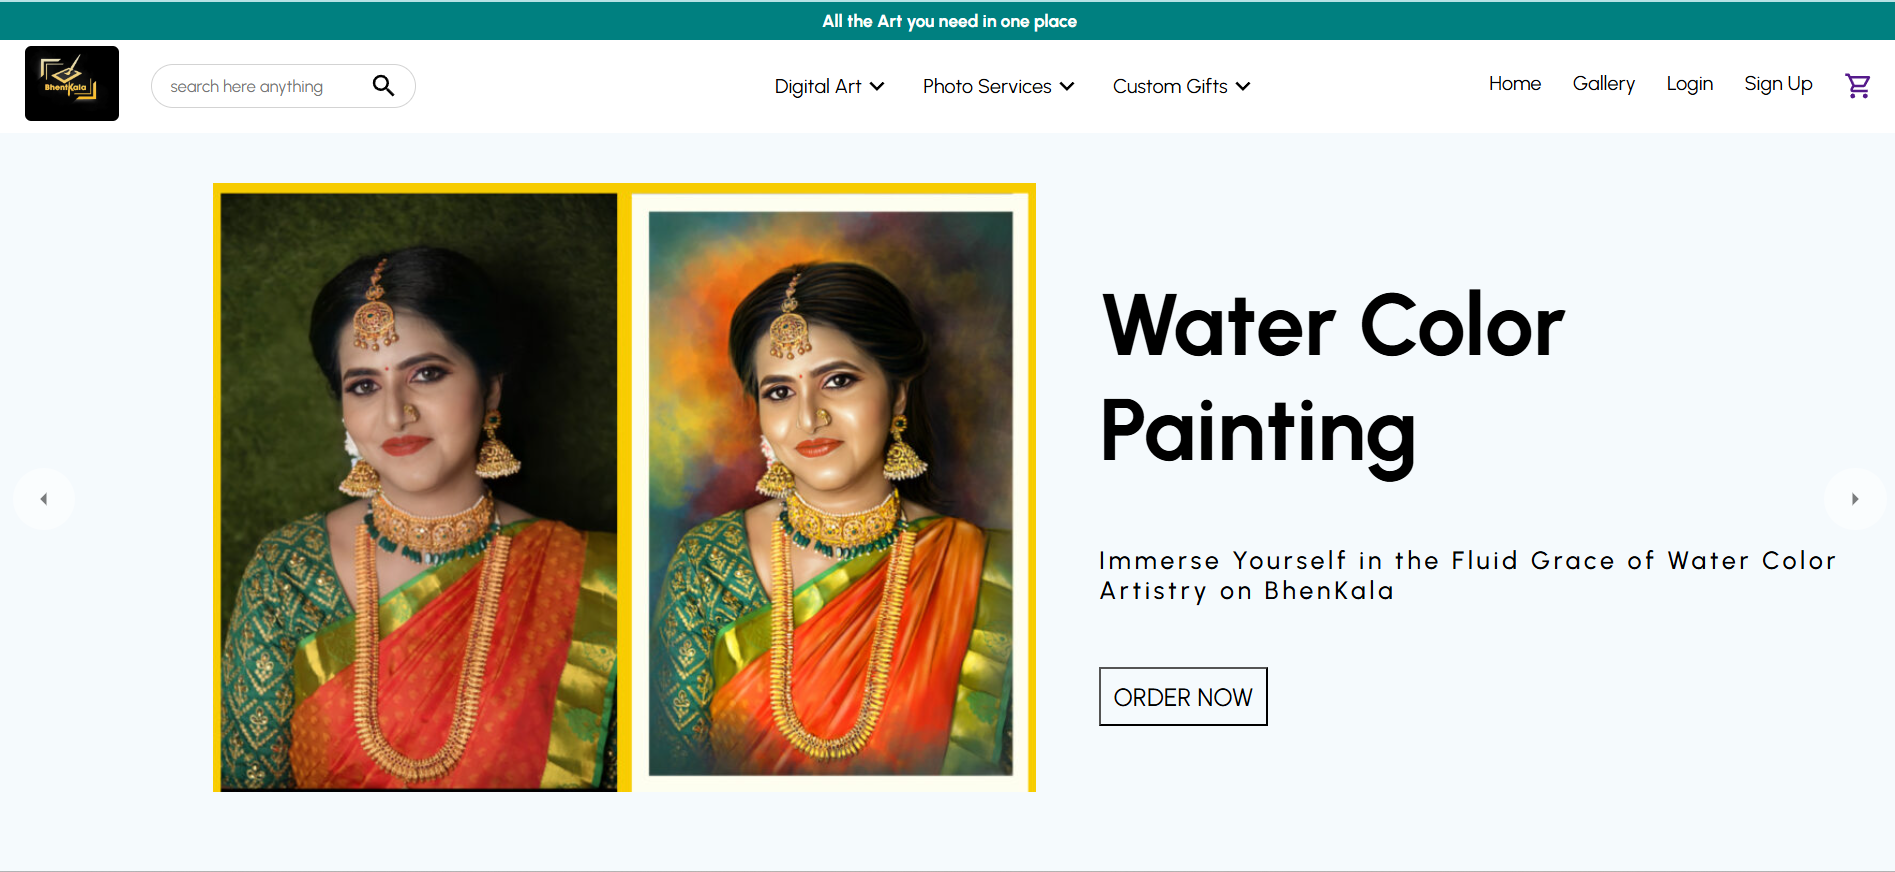 All the Art you need in one place
BhentKala
search here anything
Digital Art
Photo Services
Custom Gifts
Home
Gallery
Login
Sign Up
Water Color
Painting
Immerse Yourself in the Fluid Grace of Water Color
Artistry on BhenKala
ORDER NOW